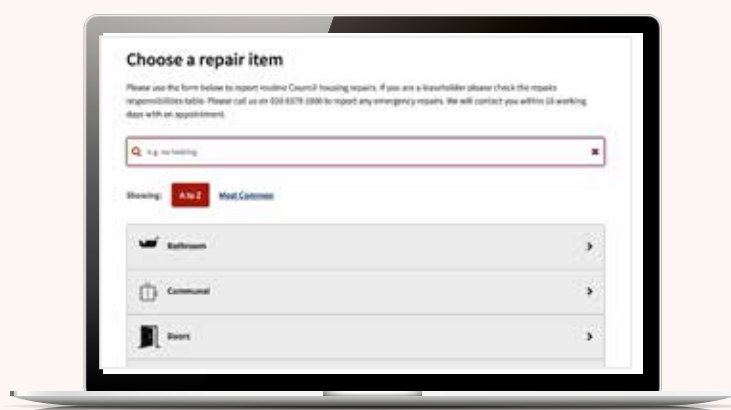 Choose a repair item
Please use the form below to report routine Council housing repairs. If you are a leaseholder please check the repairs
responsibilities table. Please call us on to report any emergency repairs. We will contact you within 10 working
days with an appointment.
e.g. no heating
Showing: A to Z Most Common
Bathroom
Communal
Doors